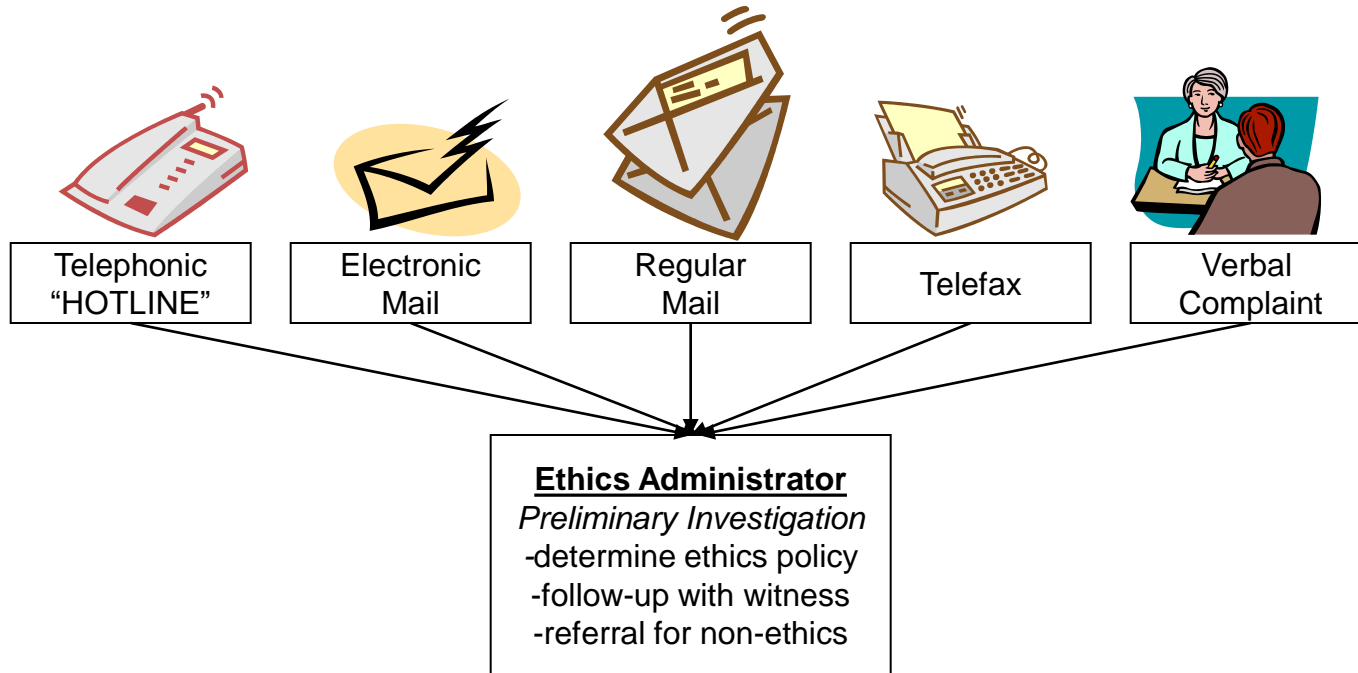 Telephonic
“HOTLINE”
Electronic
Mail
Regular
Mail
Telefax
Verbal
Complaint
Ethics Administrator
Preliminary Investigation
-determine ethics policy
-follow-up with witness
-referral for non-ethics